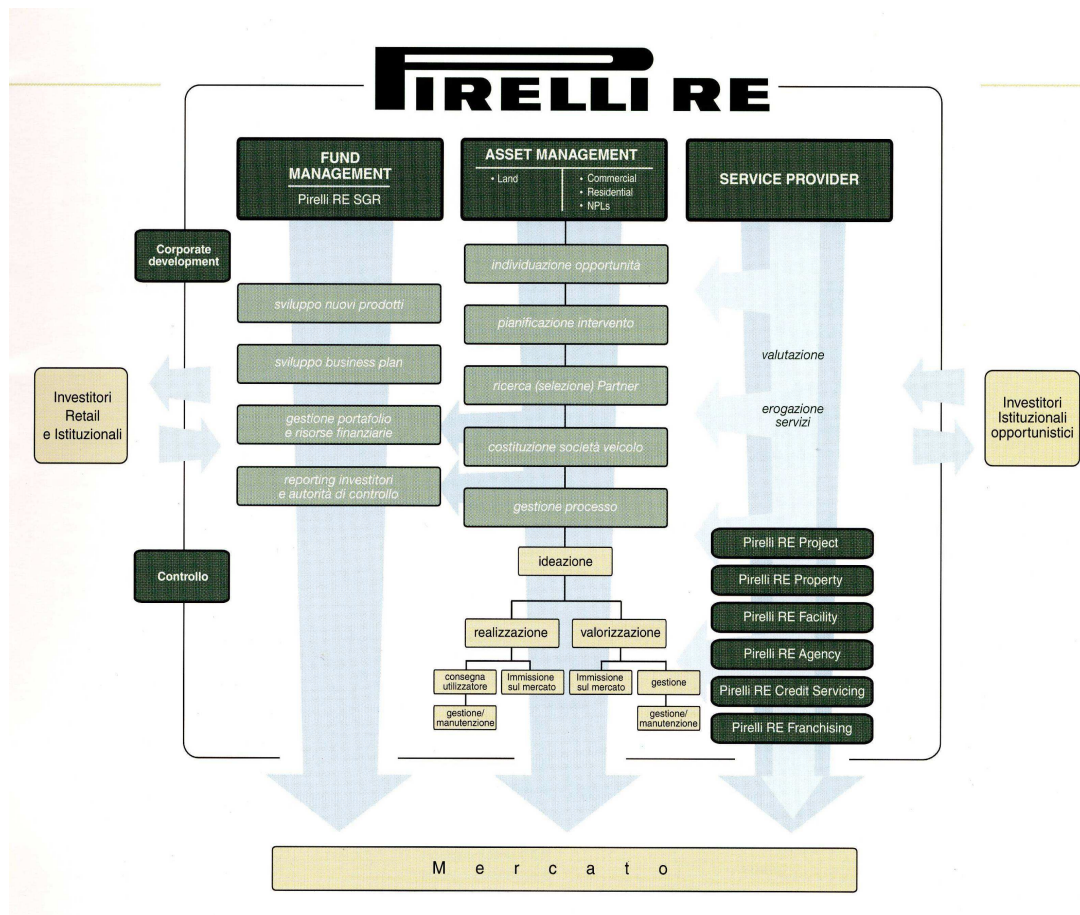 PIRELLI RE
FUND
MANAGEMENT
Pirelli RE SGR
ASSET MANAGEMENT
• Land
• Commercial
• Residential
• NPLs
SERVICE PROVIDER
Corporate
development
individuazione opportunità
sviluppo nuovi prodotti
pianificazione intervento
sviluppo business plan
ricerca (selezione) Partner
valutazione
Investitori
Retail
e Istituzionali
gestione portafolio
e risorse finanziarie
costituzione società veicolo
erogazione
servizi
Investitori
Istituzionali
opportunistici
reporting investitori
e autorità di controllo
gestione processo
Controllo
ideazione
realizzazione
valorizzazione
consegna
utilizzatore
Immissione
sul mercato
Immissione
sul mercato
gestione
gestione/
manutenzione
gestione/
manutenzione
Pirelli RE Project
Pirelli RE Property
Pirelli RE Facility
Pirelli RE Agency
Pirelli RE Credit Servicing
Pirelli RE Franchising
Mercato